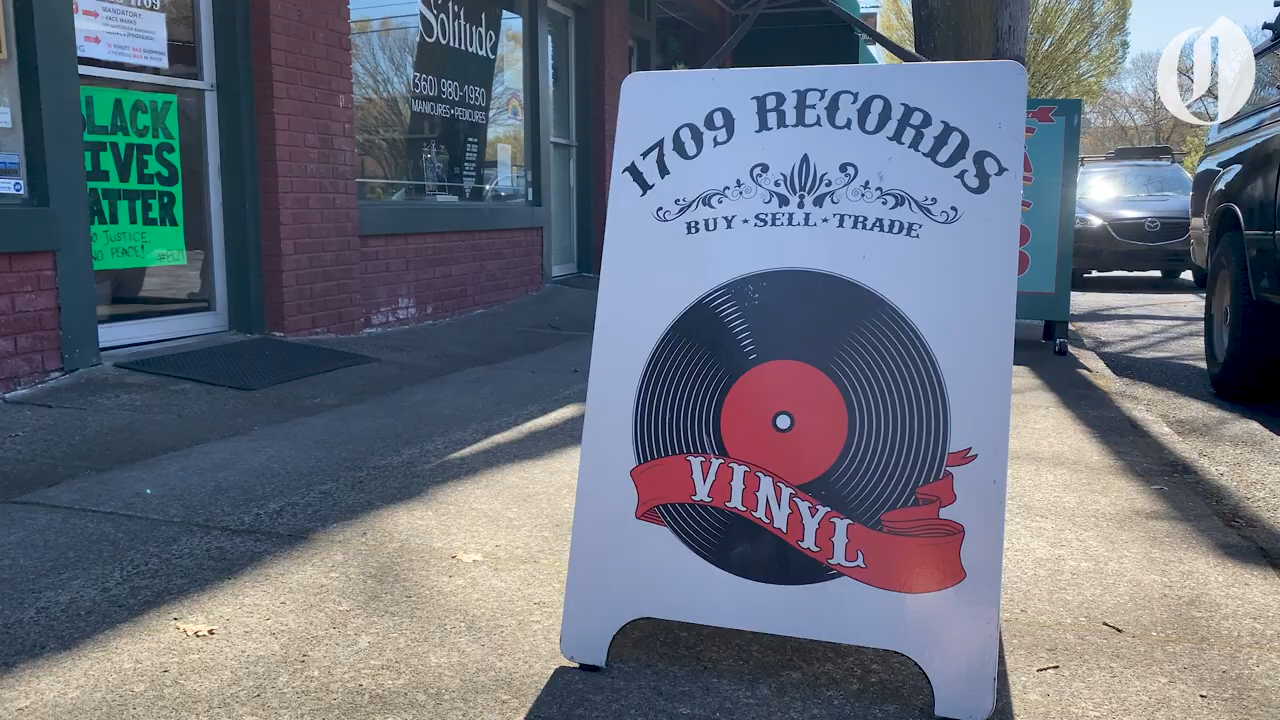 1709
MANDATORY:
FACE MASKS
Solitude
(360) 980-1930
MANICURES • PEDICURES
LACK
IVES
ATTER
O JUSTICE,
NO PEACE!
1709 RECORDS
BUY ★ SELL ★ TRADE
VINYL